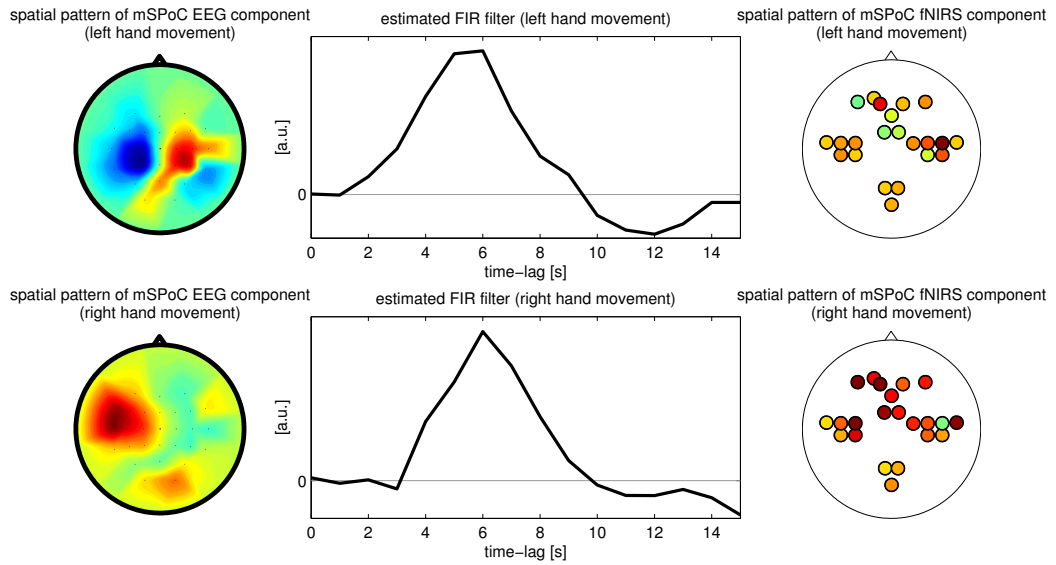 spatial pattern of mSPoC EEG component
(left hand movement)
estimated FIR filter (left hand movement)
spatial pattern of mSPoC fNIRS component
(left hand movement)
[a.u.]
0
0 2 4 6 8 10 12 14
time−lag [s]
spatial pattern of mSPoC EEG component
(right hand movement)
estimated FIR filter (right hand movement)
spatial pattern of mSPoC fNIRS component
(right hand movement)
[a.u.]
0
0 2 4 6 8 10 12 14
time−lag [s]